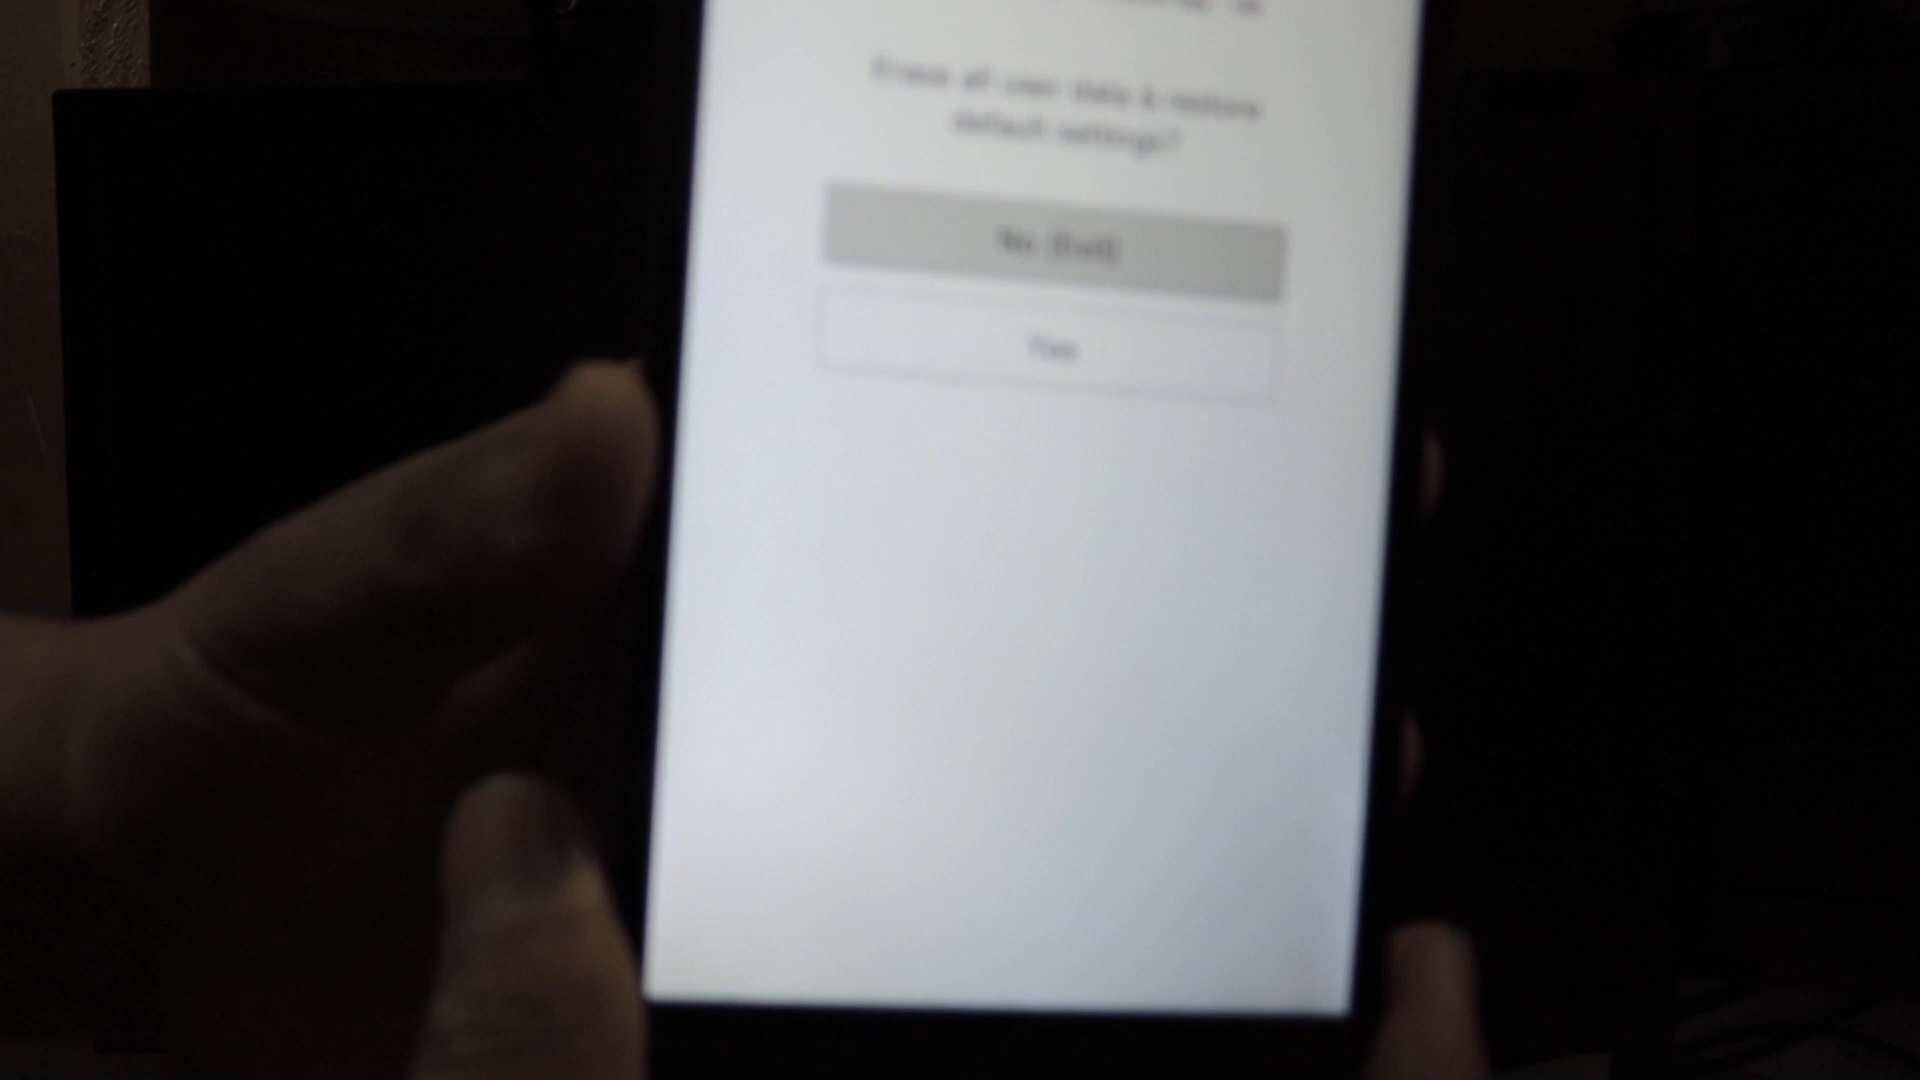 Erase all user data & restore
default settings?
No (Exit)
Yes